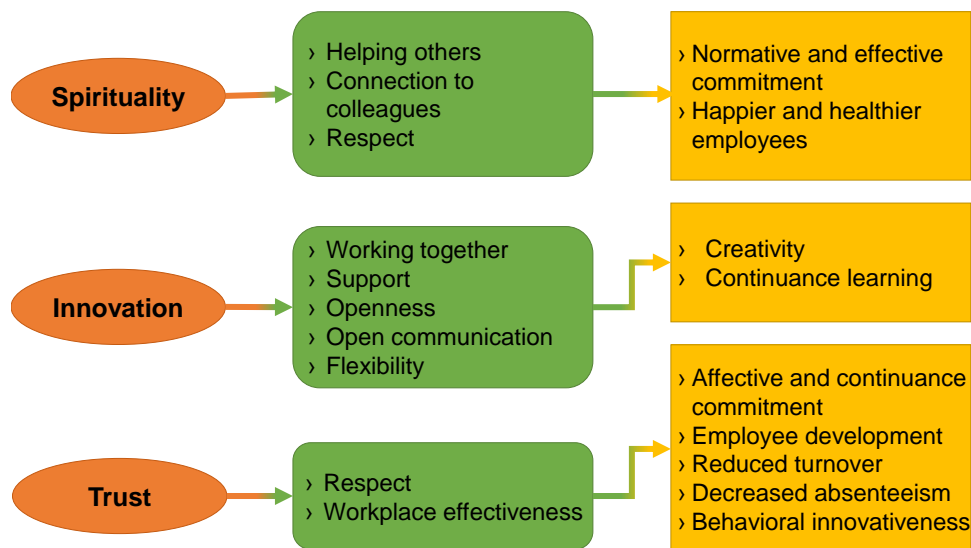 Spirituality
› Helping others
› Connection to
colleagues
› Respect
› Normative and effective
commitment
› Happier and healthier
employees
Innovation
› Working together
› Support
› Openness
› Open communication
› Flexibility
› Creativity
› Continuance learning
Trust
› Respect
› Workplace effectiveness
› Affective and continuance
commitment
› Employee development
› Reduced turnover
› Decreased absenteeism
› Behavioral innovativeness